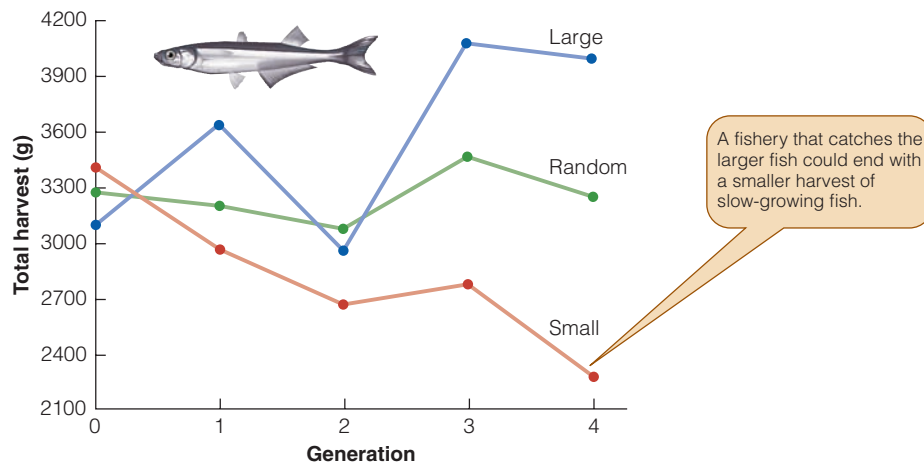 4200
3900
3600
3300
3000
2700
2400
2100
Total harvest (g)
0 1 2 3 4
Generation
Large
Random
Small
A fishery that catches the
larger fish could end with
a smaller harvest of
slow-growing fish.